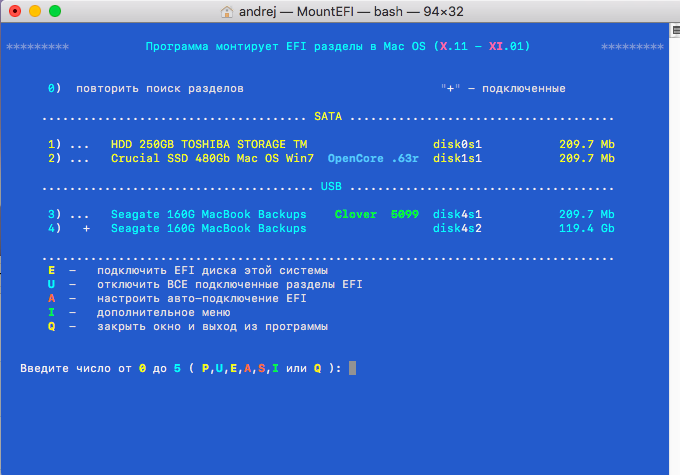 andrej — MountEFI — bash — 94×32
********* Программа монтирует EFI разделы в Mac OS (X.11 - XI.01) *********
0) повторить поиск разделов "+" - подключенные
...................................... SATA ......................................
1) ... HDD 250GB TOSHIBA STORAGE TM disk0s1 209.7 Mb
2) ... Crucial SSD 480Gb Mac OS Win7 OpenCore .63r disk1s1 209.7 Mb
....................................... USB ......................................
3) ... Seagate 160G MacBook Backups Clover 5099 disk4s1 209.7 Mb
4) + Seagate 160G MacBook Backups disk4s2 119.4 Gb
..................................................................................
E - подключить EFI диска этой системы
U - отключить ВСЕ подключенные разделы EFI
A - настроить авто-подключение EFI
I - дополнительное меню
Q - закрыть окно и выход из программы
Введите число от 0 до 5 ( P,U,E,A,S,I или Q ):